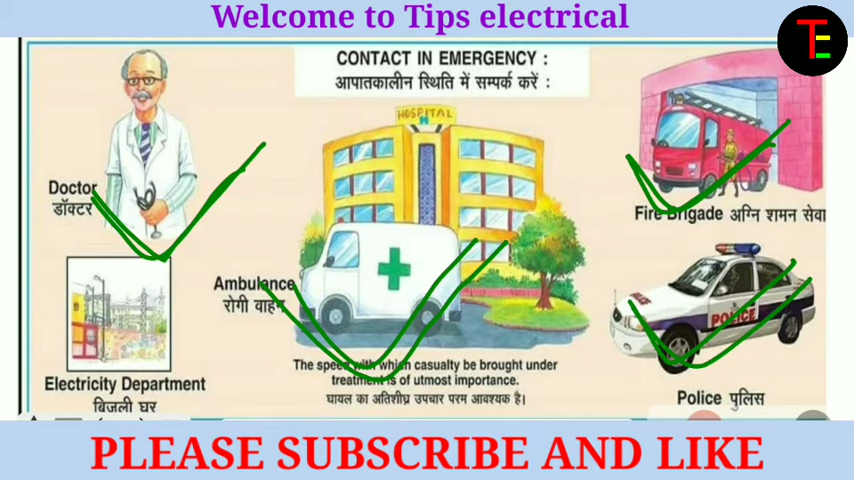 Welcome to Tips electrical
TE
CONTACT IN EMERGENCY :
आपातकालीन स्थिति में सम्पर्क करें :
HOSPITAL
H
Doctor
डॉक्टर
Fire Brigade अग्नि शमन सेवा
Ambulance
रोगी वाहन
POLICE
The speed with which casualty be brought under
treatment is of utmost importance.
घायल का अतिशीघ्र उपचार परम आवश्यक है।
Electricity Department
बिजली घर
Police पुलिस
PLEASE SUBSCRIBE AND LIKE